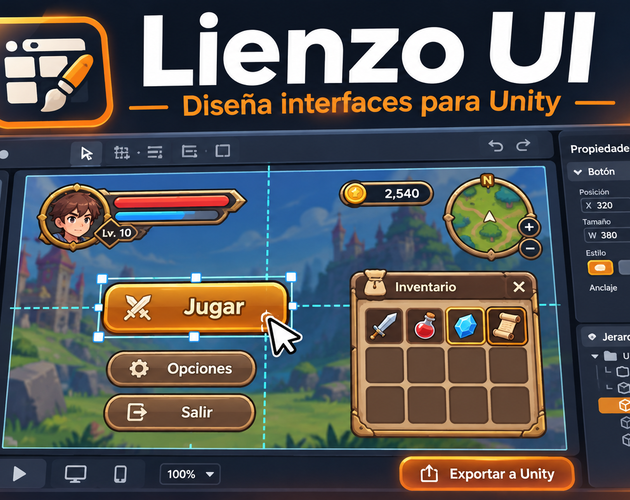 Lienzo UI
Diseña interfaces para Unity
Propiedade
Botón
Posición
X 320
Tamaño
W 380
Estilo
Anclaje
Lv. 10
2,540
N
+
−
Jugar
Opciones
Salir
Inventario
Jerarq
U
100%
Exportar a Unity